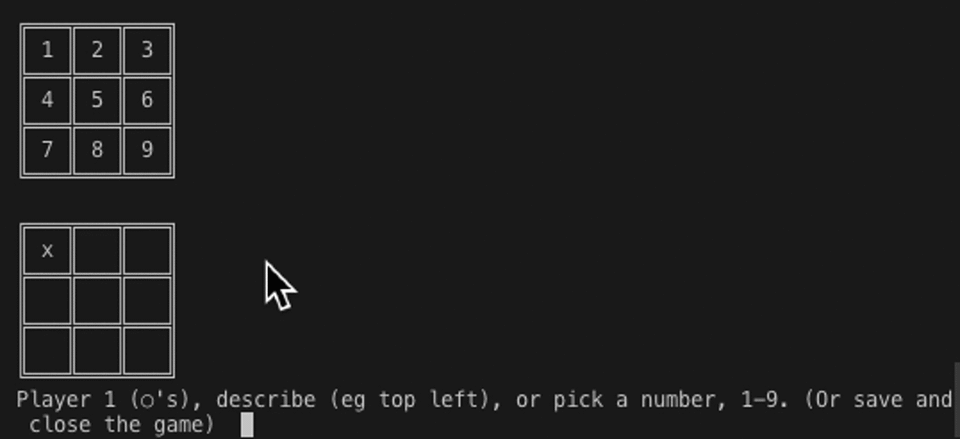 1 2 3
4 5 6
7 8 9
x
Player 1 (○'s), describe (eg top left), or pick a number, 1–9. (Or save and
close the game)